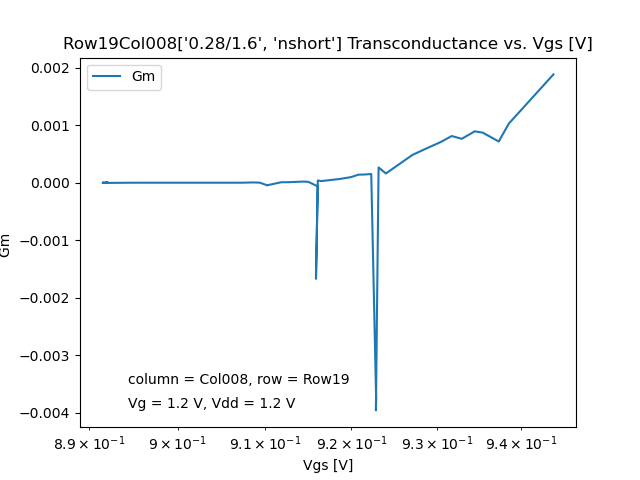 Row19Col008['0.28/1.6', 'nshort'] Transconductance vs. Vgs [V]
Gm
0.002
0.001
0.000
−0.001
−0.002
−0.003
−0.004
Gm
column = Col008, row = Row19
Vg = 1.2 V, Vdd = 1.2 V
8.9 × 10⁻¹ 9 × 10⁻¹ 9.1 × 10⁻¹ 9.2 × 10⁻¹ 9.3 × 10⁻¹ 9.4 × 10⁻¹
Vgs [V]